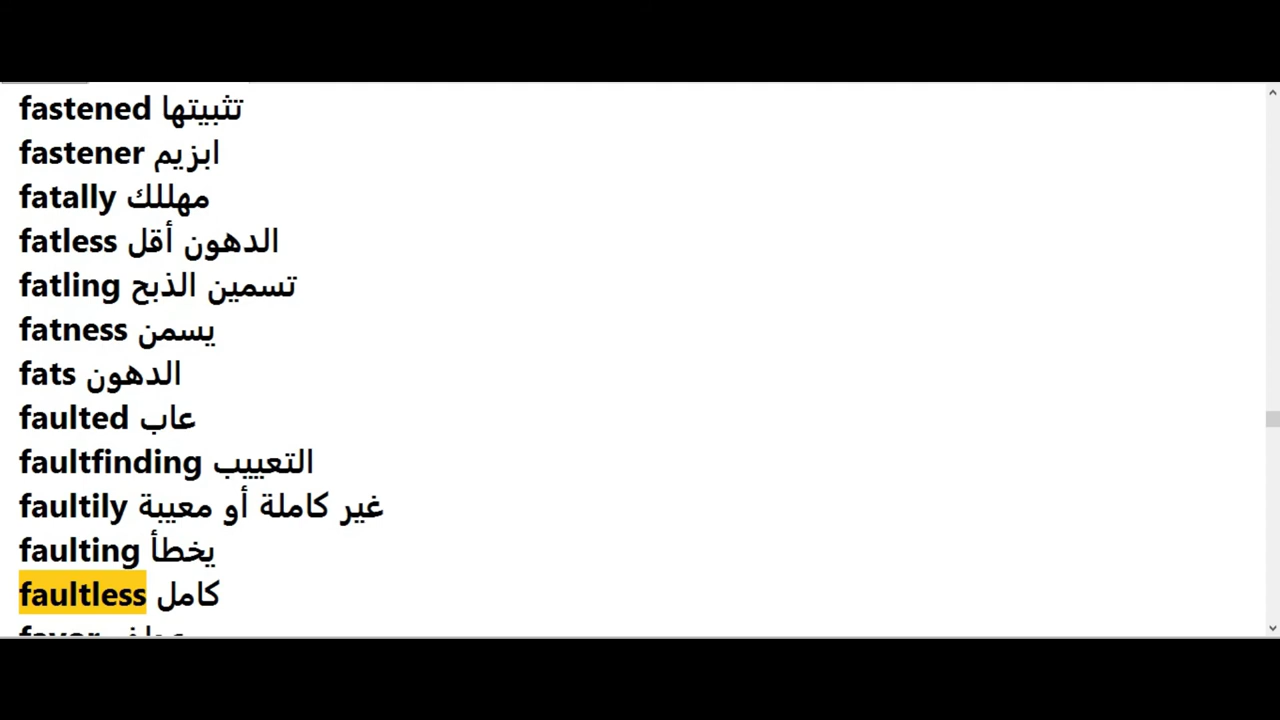 fastened تثبيتها
fastener ابزيم
fatally مهللك
fatless الدهون أقل
fatling تسمين الذبح
fatness يسمن
fats الدهون
faulted عاب
faultfinding التعييب
faultily غير كاملة أو معيبة
faulting يخطأ
faultless كامل